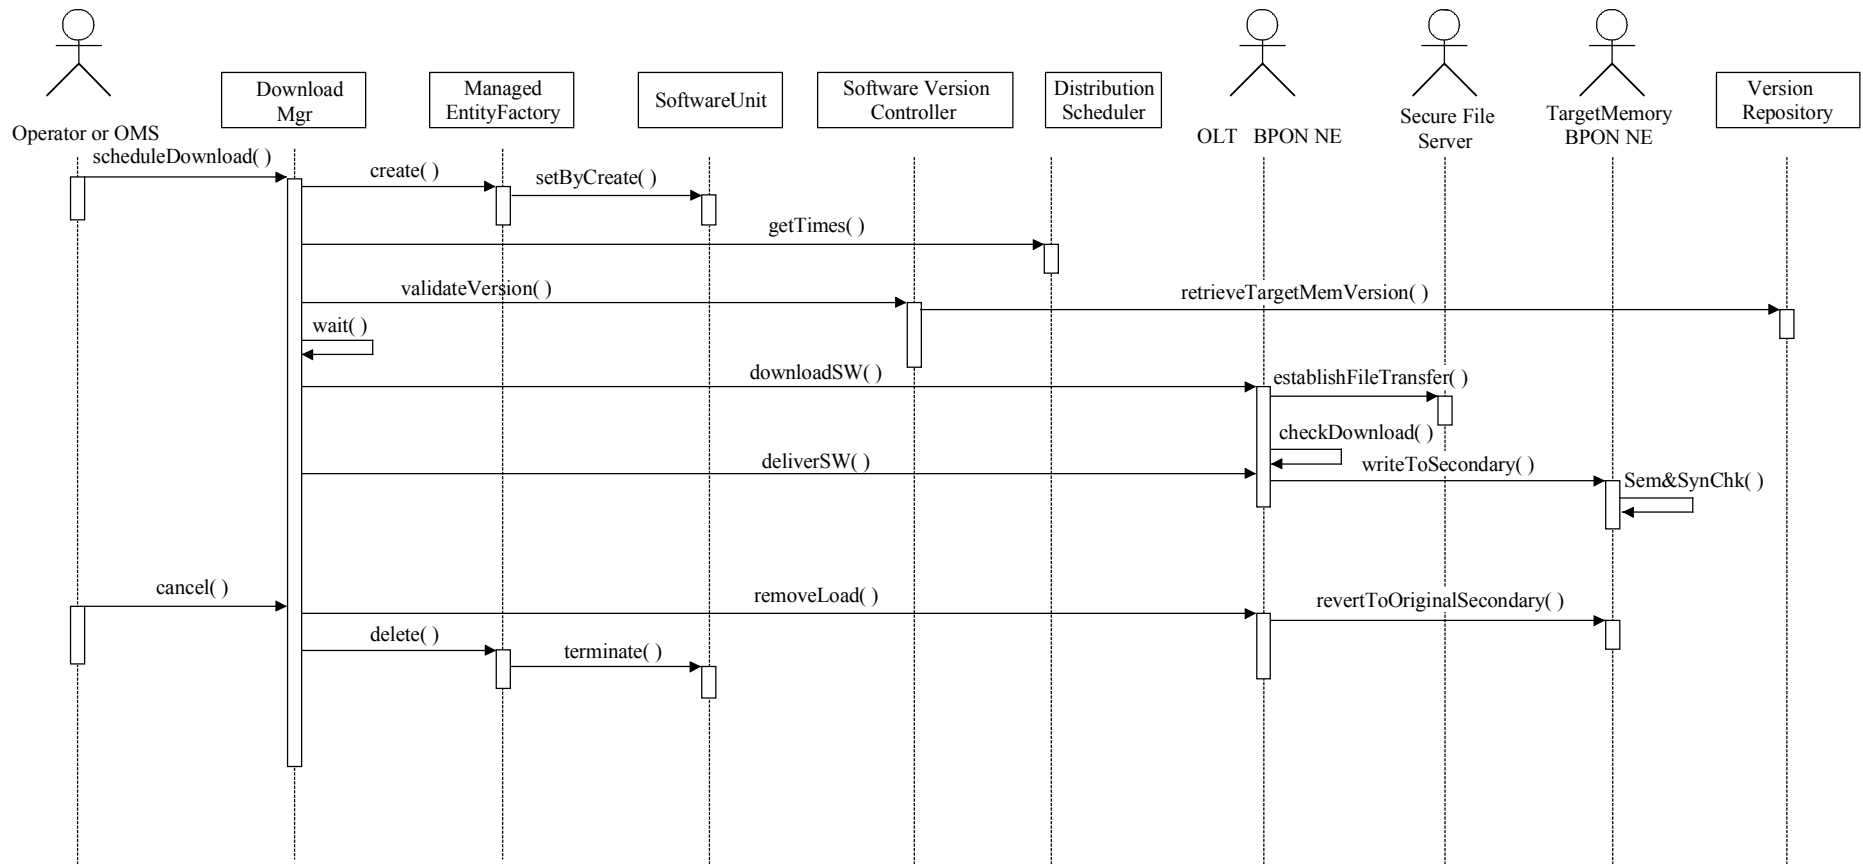 Operator or OMS
Download
Mgr
Managed
EntityFactory
SoftwareUnit
Software Version
Controller
Distribution
Scheduler
OLT BPON NE
Secure File
Server
TargetMemory
BPON NE
Version
Repository
scheduleDownload( )
create( )
setByCreate( )
getTimes( )
validateVersion( )
retrieveTargetMemVersion( )
wait( )
downloadSW( )
establishFileTransfer( )
checkDownload( )
deliverSW( )
writeToSecondary( )
Sem&SynChk( )
cancel( )
removeLoad( )
revertToOriginalSecondary( )
delete( )
terminate( )